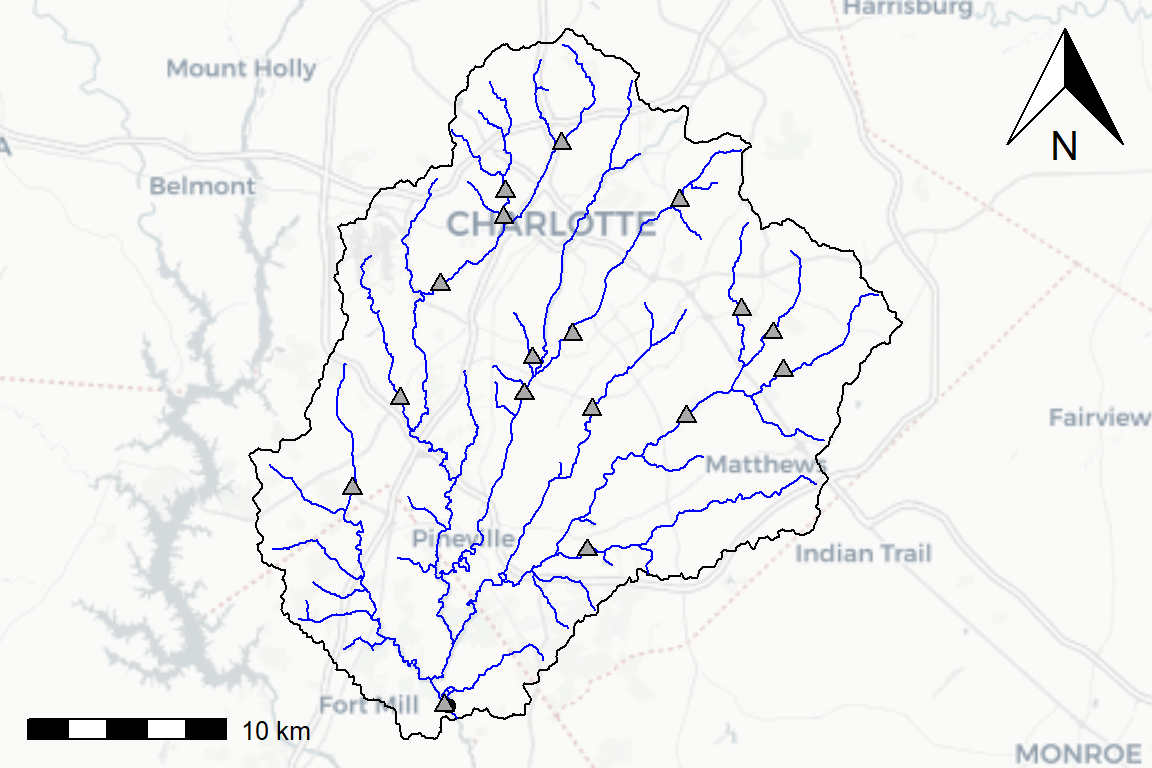 Harrisburg
Mount Holly
A
N
Belmont
CHARLOTTE
Fairview
Matthews
Pineville
Indian Trail
Fort Mill
10 km
MONROE